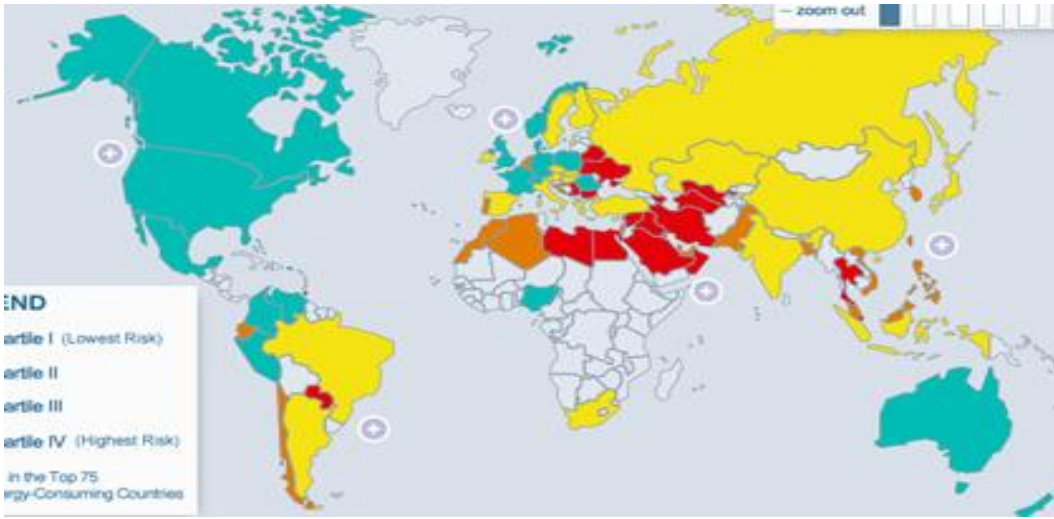 — zoom out
END
artile I (Lowest Risk)
artile II
artile III
artile IV (Highest Risk)
in the Top 75
ergy-Consuming Countries